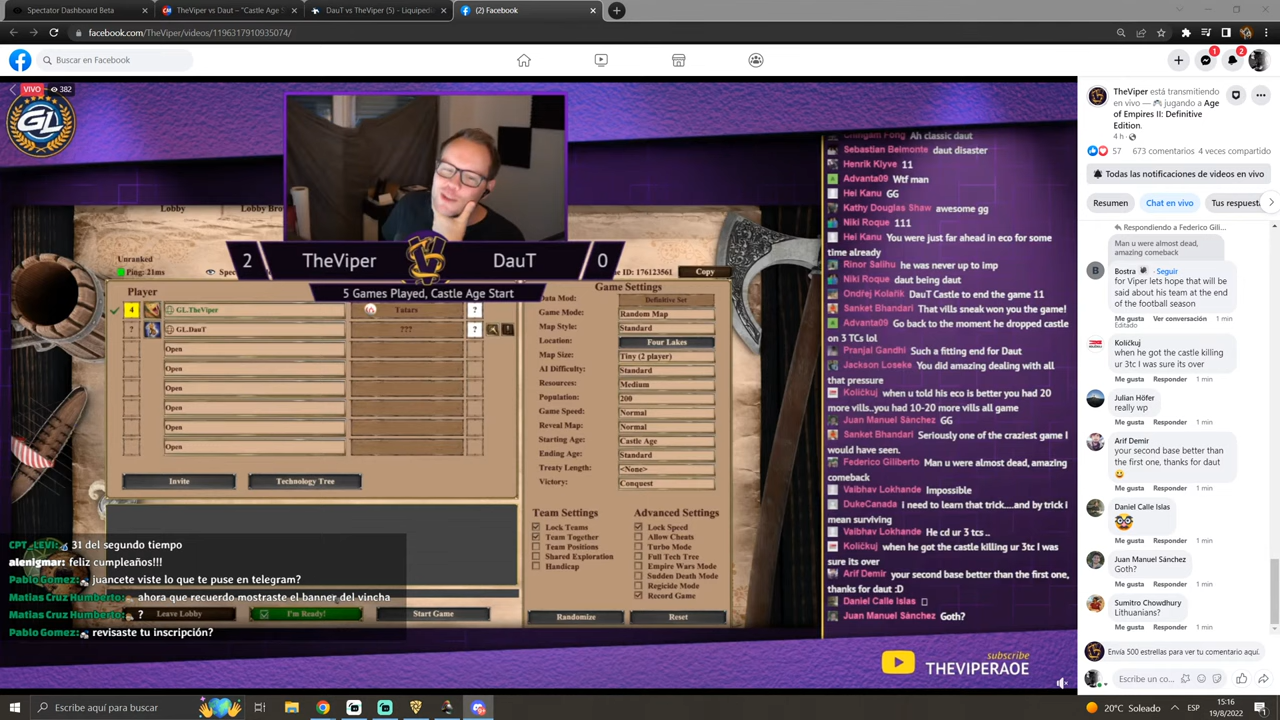 Spectator Dashboard Beta
TheViper vs Daut – "Castle Age S
DauT vs TheViper (5) - Liquipedi
(2) Facebook
facebook.com/TheViper/videos/1196317910935074/
Buscar en Facebook
1
2
VIVO
382
GL
Lobby
Unranked
Ping: 21ms
2
TheViper
DauT
0
5 Games Played, Castle Age Start
ID: 176123561
Copy
Player
4
GL.TheViper
Tatars
?
?
GL.DauT
???
?
Open
Open
Open
Open
Open
Open
Invite
Technology Tree
Game Settings
Data Mod:
Definitive Set
Game Mode:
Random Map
Map Style:
Standard
Location:
Four Lakes
Map Size:
Tiny (2 player)
AI Difficulty:
Standard
Resources:
Medium
Population:
200
Game Speed:
Normal
Reveal Map:
Normal
Starting Age:
Castle Age
Ending Age:
Standard
Treaty Length:
<None>
Victory:
Conquest
Team Settings
Lock Teams
Team Together
Team Positions
Shared Exploration
Handicap
Advanced Settings
Lock Speed
Allow Cheats
Turbo Mode
Full Tech Tree
Empire Wars Mode
Sudden Death Mode
Regicide Mode
Record Game
Leave Lobby
I'm Ready!
Start Game
Randomize
Reset
CPT_LEVI: 31 del segundo tiempo
alenigmar: feliz cumpleaños!!!
Pablo Gomez: juancete víste lo que te puse en telegram?
Matias Cruz Humberto: ahora que recuerdo mostraste el banner del vincha
Matias Cruz Humberto: ?
Pablo Gomez: revisaste tu inscripción?
Ah classic daut
Sebastian Belmonte daut disaster
Henrik Klyve 11
Advanta09 Wtf man
Hei Kanu GG
Kathy Douglas Shaw awesome gg
Niki Roque 111
Hei Kanu You were just far ahead in eco for some
time already
Rinor Salihu he was never up to imp
Niki Roque daut being daut
Ondřej Kolařík DauT Castle to end the game 11
Sanket Bhandari That vills sneak won you the game!
Advanta09 Go back to the moment he dropped castle
on 3 TCs lol
Pranjal Gandhi Such a fitting end for Daut
Jackson Loseke You did amazing dealing with all
that pressure
Količkuj when u told his eco is better you had 20
more vills..you had 10-20 more vills all game
Juan Manuel Sánchez GG
Sanket Bhandari Seriously one of the craziest game I
would have seen.
Federico Giliberto Man u were almost dead, amazing
comeback
Vaibhav Lokhande Impossible
DukeCanada I need to learn that trick....and by trick i
mean surviving
Vaibhav Lokhande He cd ur 3 tcs ..
Količkuj when he got the castle killing ur 3tc I was
sure its over
Arif Demir your second base better than the first one,
thanks for daut :D
Daniel Calle Islas
Juan Manuel Sánchez Goth?
subscribe
THEVIPERAOE
TheViper está transmitiendo
en vivo — jugando a Age
of Empires II: Definitive
Edition.
4 h
57
673 comentarios
4 veces compartido
Todas las notificaciones de videos en vivo
Resumen
Chat en vivo
Tus respuest
Respondiendo a Federico Gili...
Man u were almost dead,
amazing comeback
B
Bostra · Seguir
for Viper lets hope that will be
said about his team at the end
of the football season
Me gusta Ver conversación 1 min
Editado
Količkuj
when he got the castle killing
ur 3tc I was sure its over
Me gusta Responder 1 min
Julian Höfer
really wp
Me gusta Responder 1 min
Arif Demir
your second base better than
the first one, thanks for daut
Me gusta Responder 1 min
Daniel Calle Islas
Me gusta Responder 1 min
Juan Manuel Sánchez
Goth?
Me gusta Responder 1 min
Sumitro Chowdhury
Lithuanians?
Me gusta Responder 1 min
Envía 500 estrellas para ver tu comentario aquí.
Escribe un co...
Escribe aquí para buscar
20°C Soleado
ESP
15:16
19/8/2022
1